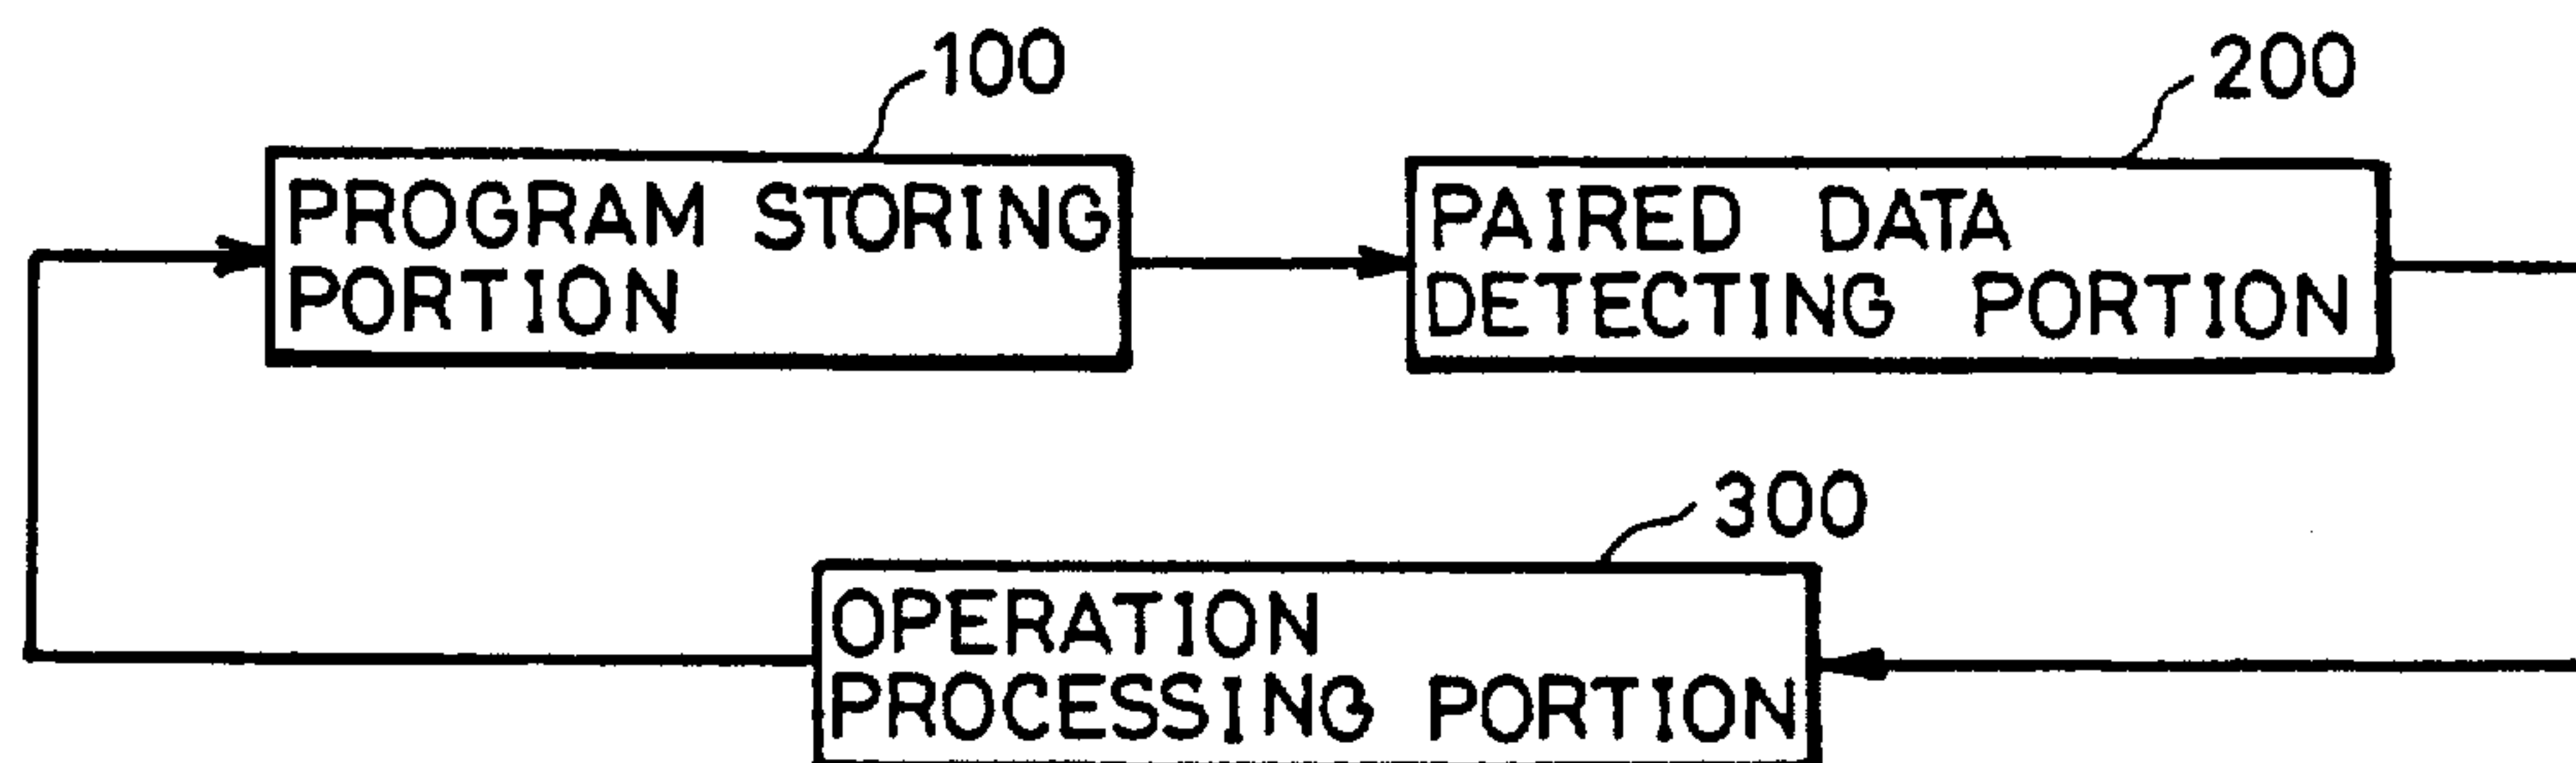 100
200
PROGRAM STORING
PORTION
PAIRED DATA
DETECTING PORTION
300
OPERATION
PROCESSING PORTION